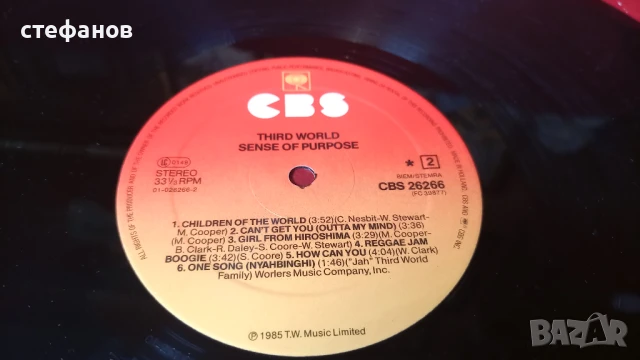 стефанов
CBS
THIRD WORLD
SENSE OF PURPOSE
STEREO
33⅓ RPM
01-026266-2
* 2
BIEM/STEMRA
CBS 26266
(FC 39877)
1. CHILDREN OF THE WORLD (3:52)(C. Nesbit-W. Stewart-
M. Cooper) 2. CAN'T GET YOU (OUTTA MY MIND) (3:36)
(M. Cooper) 3. GIRL FROM HIROSHIMA (3:29)(M. Cooper-
B. Clark-R. Daley-S. Coore-W. Stewart) 4. REGGAE JAM
BOOGIE (3:42)(S. Coore) 5. HOW CAN YOU (4:04)(W. Clark)
6. ONE SONG (NYAHBINGHI) (1:46)("Jah" Third World
Family) Worlers Music Company, Inc.
℗ 1985 T.W. Music Limited
BAZAR